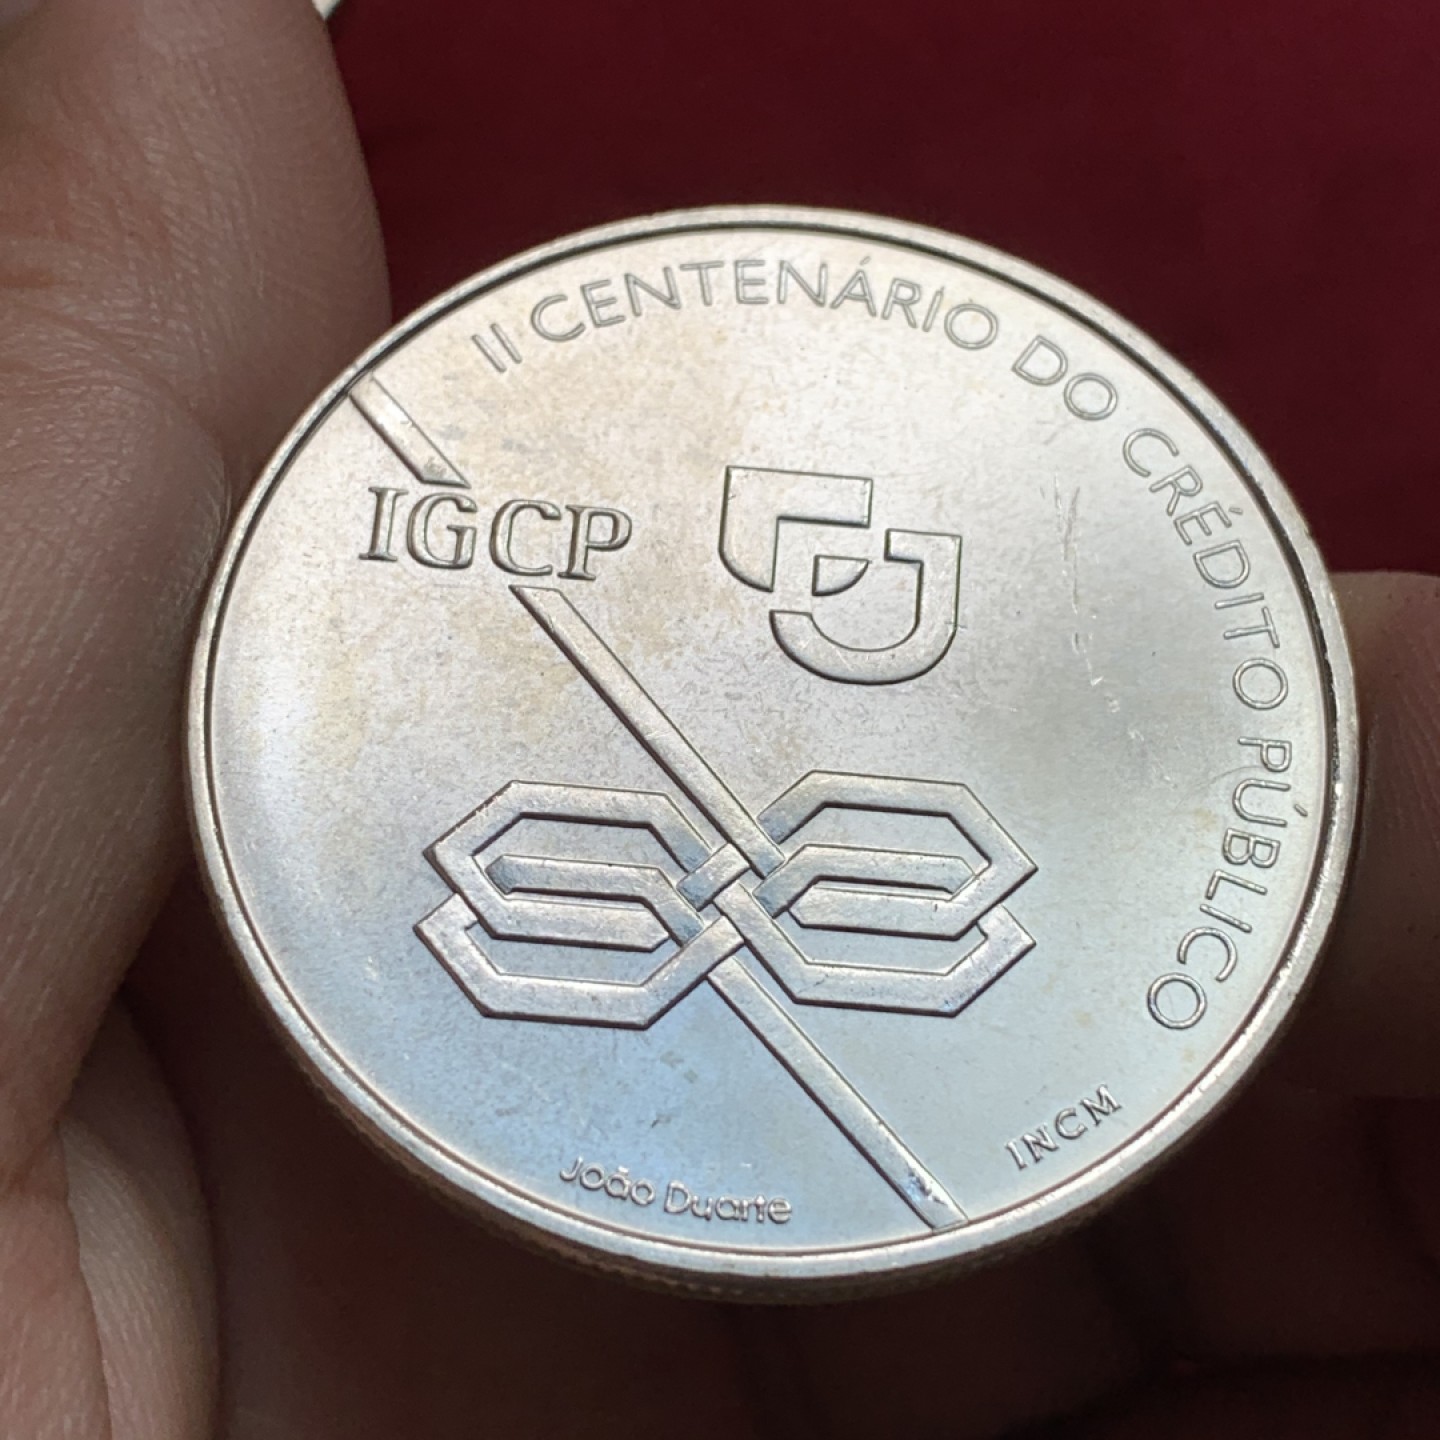 II CENTENÁRIO DO CRÉDITO PÚBLICO
IGCP
João Duarte
INCM